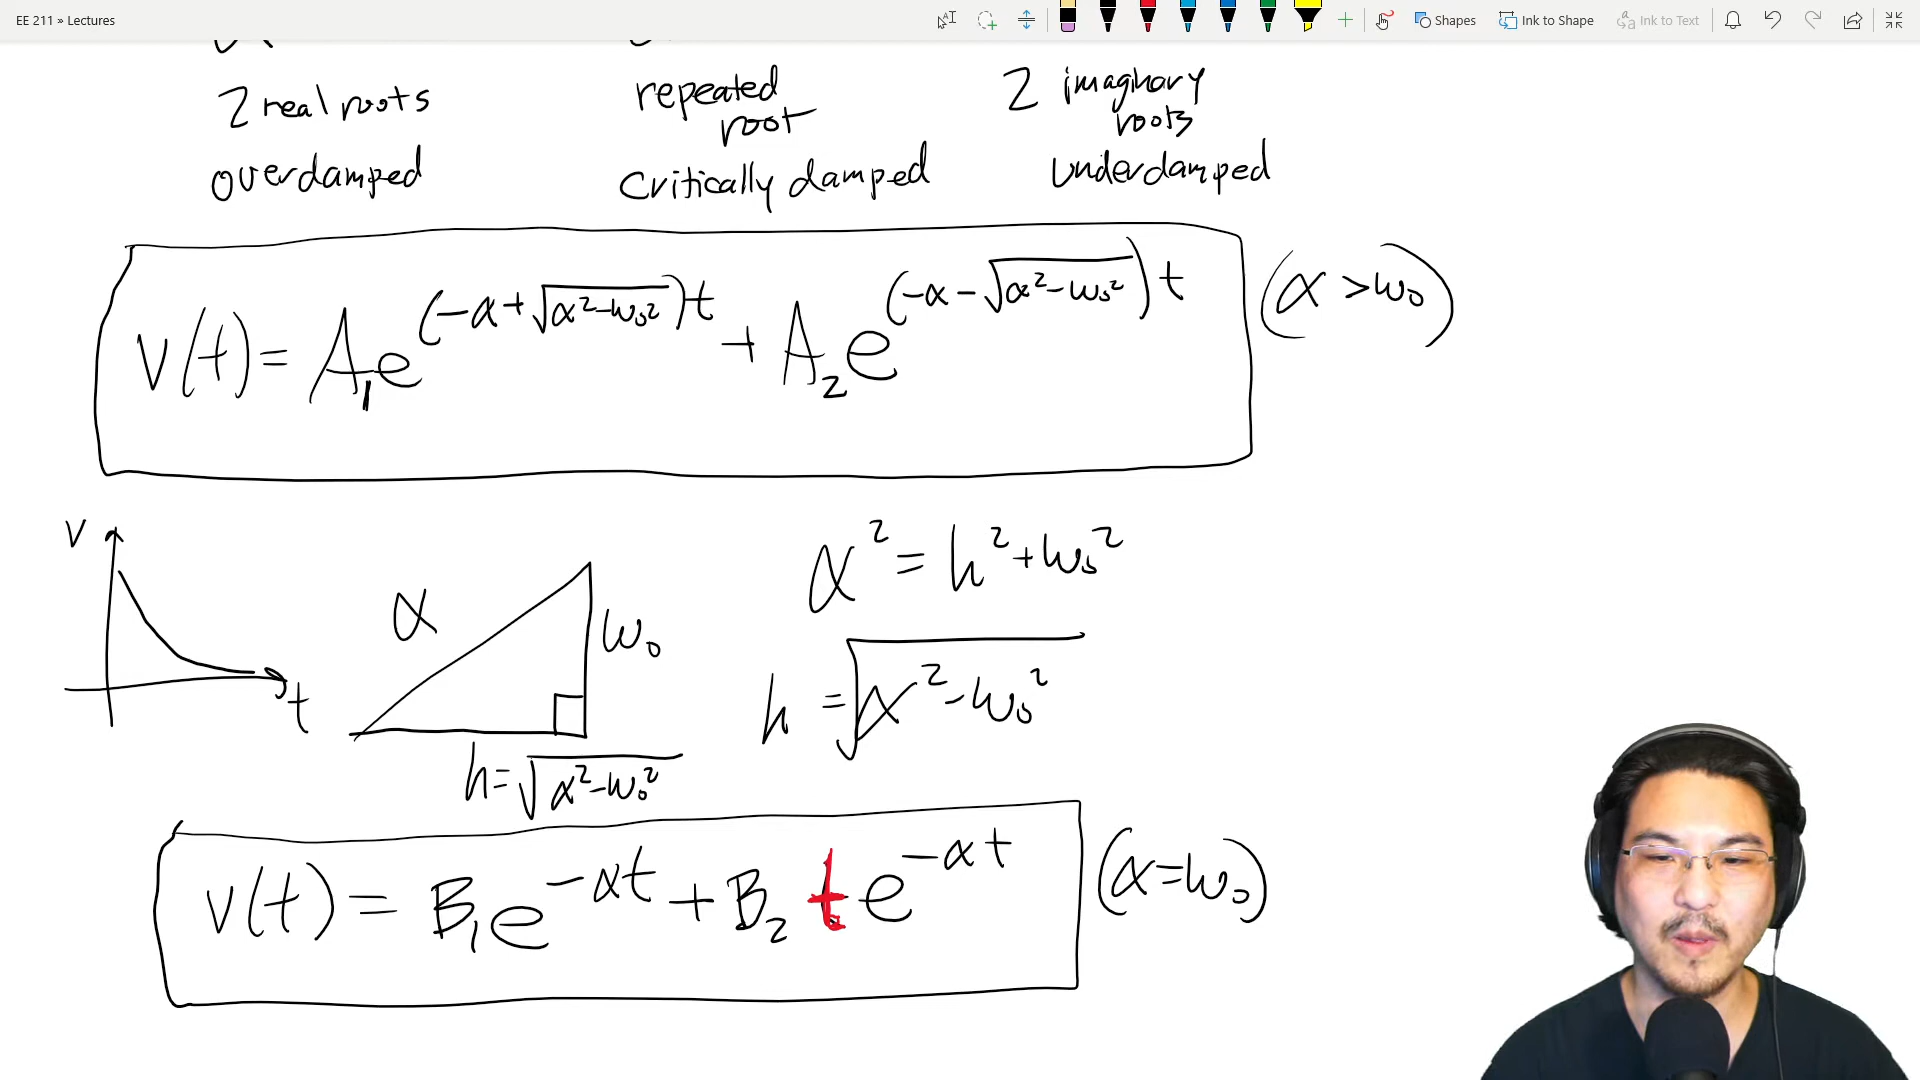 EE 211 » Lectures
Shapes Ink to Shape Ink to Text
2 real roots repeated root 2 imaginary roots
overdamped critically damped underdamped
v(t) = A₁e^(-α+√(α²-ω₀²))t + A₂e^(-α-√(α²-ω₀²))t (α > ω₀)
v
t
α
ω₀
h=√(α²-ω₀²)
α² = h² + ω₀²
h = √(α²-ω₀²)
v(t) = B₁e^-αt + B₂ t e^-αt (α=ω₀)